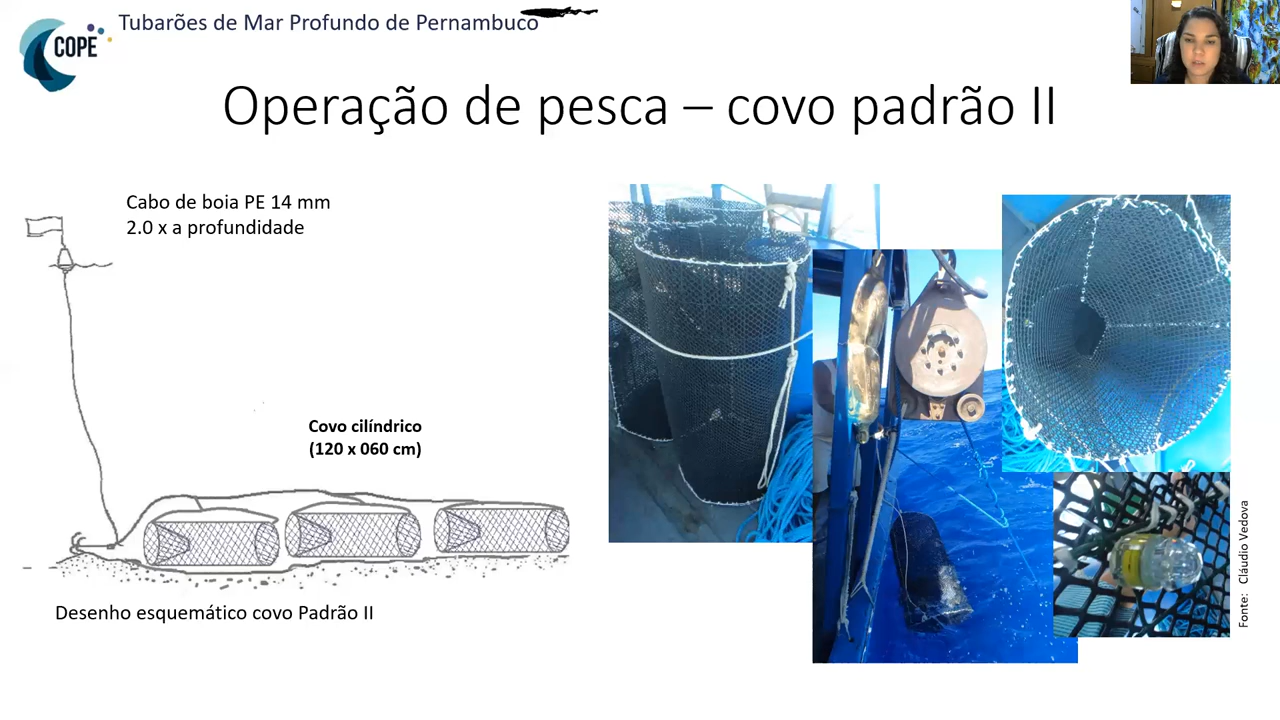 COPE
Tubarões de Mar Profundo de Pernambuco
Operação de pesca – covo padrão II
Cabo de boia PE 14 mm
2.0 x a profundidade
Covo cilíndrico
(120 x 060 cm)
Desenho esquemático covo Padrão II
Fonte: Cláudio Vedova